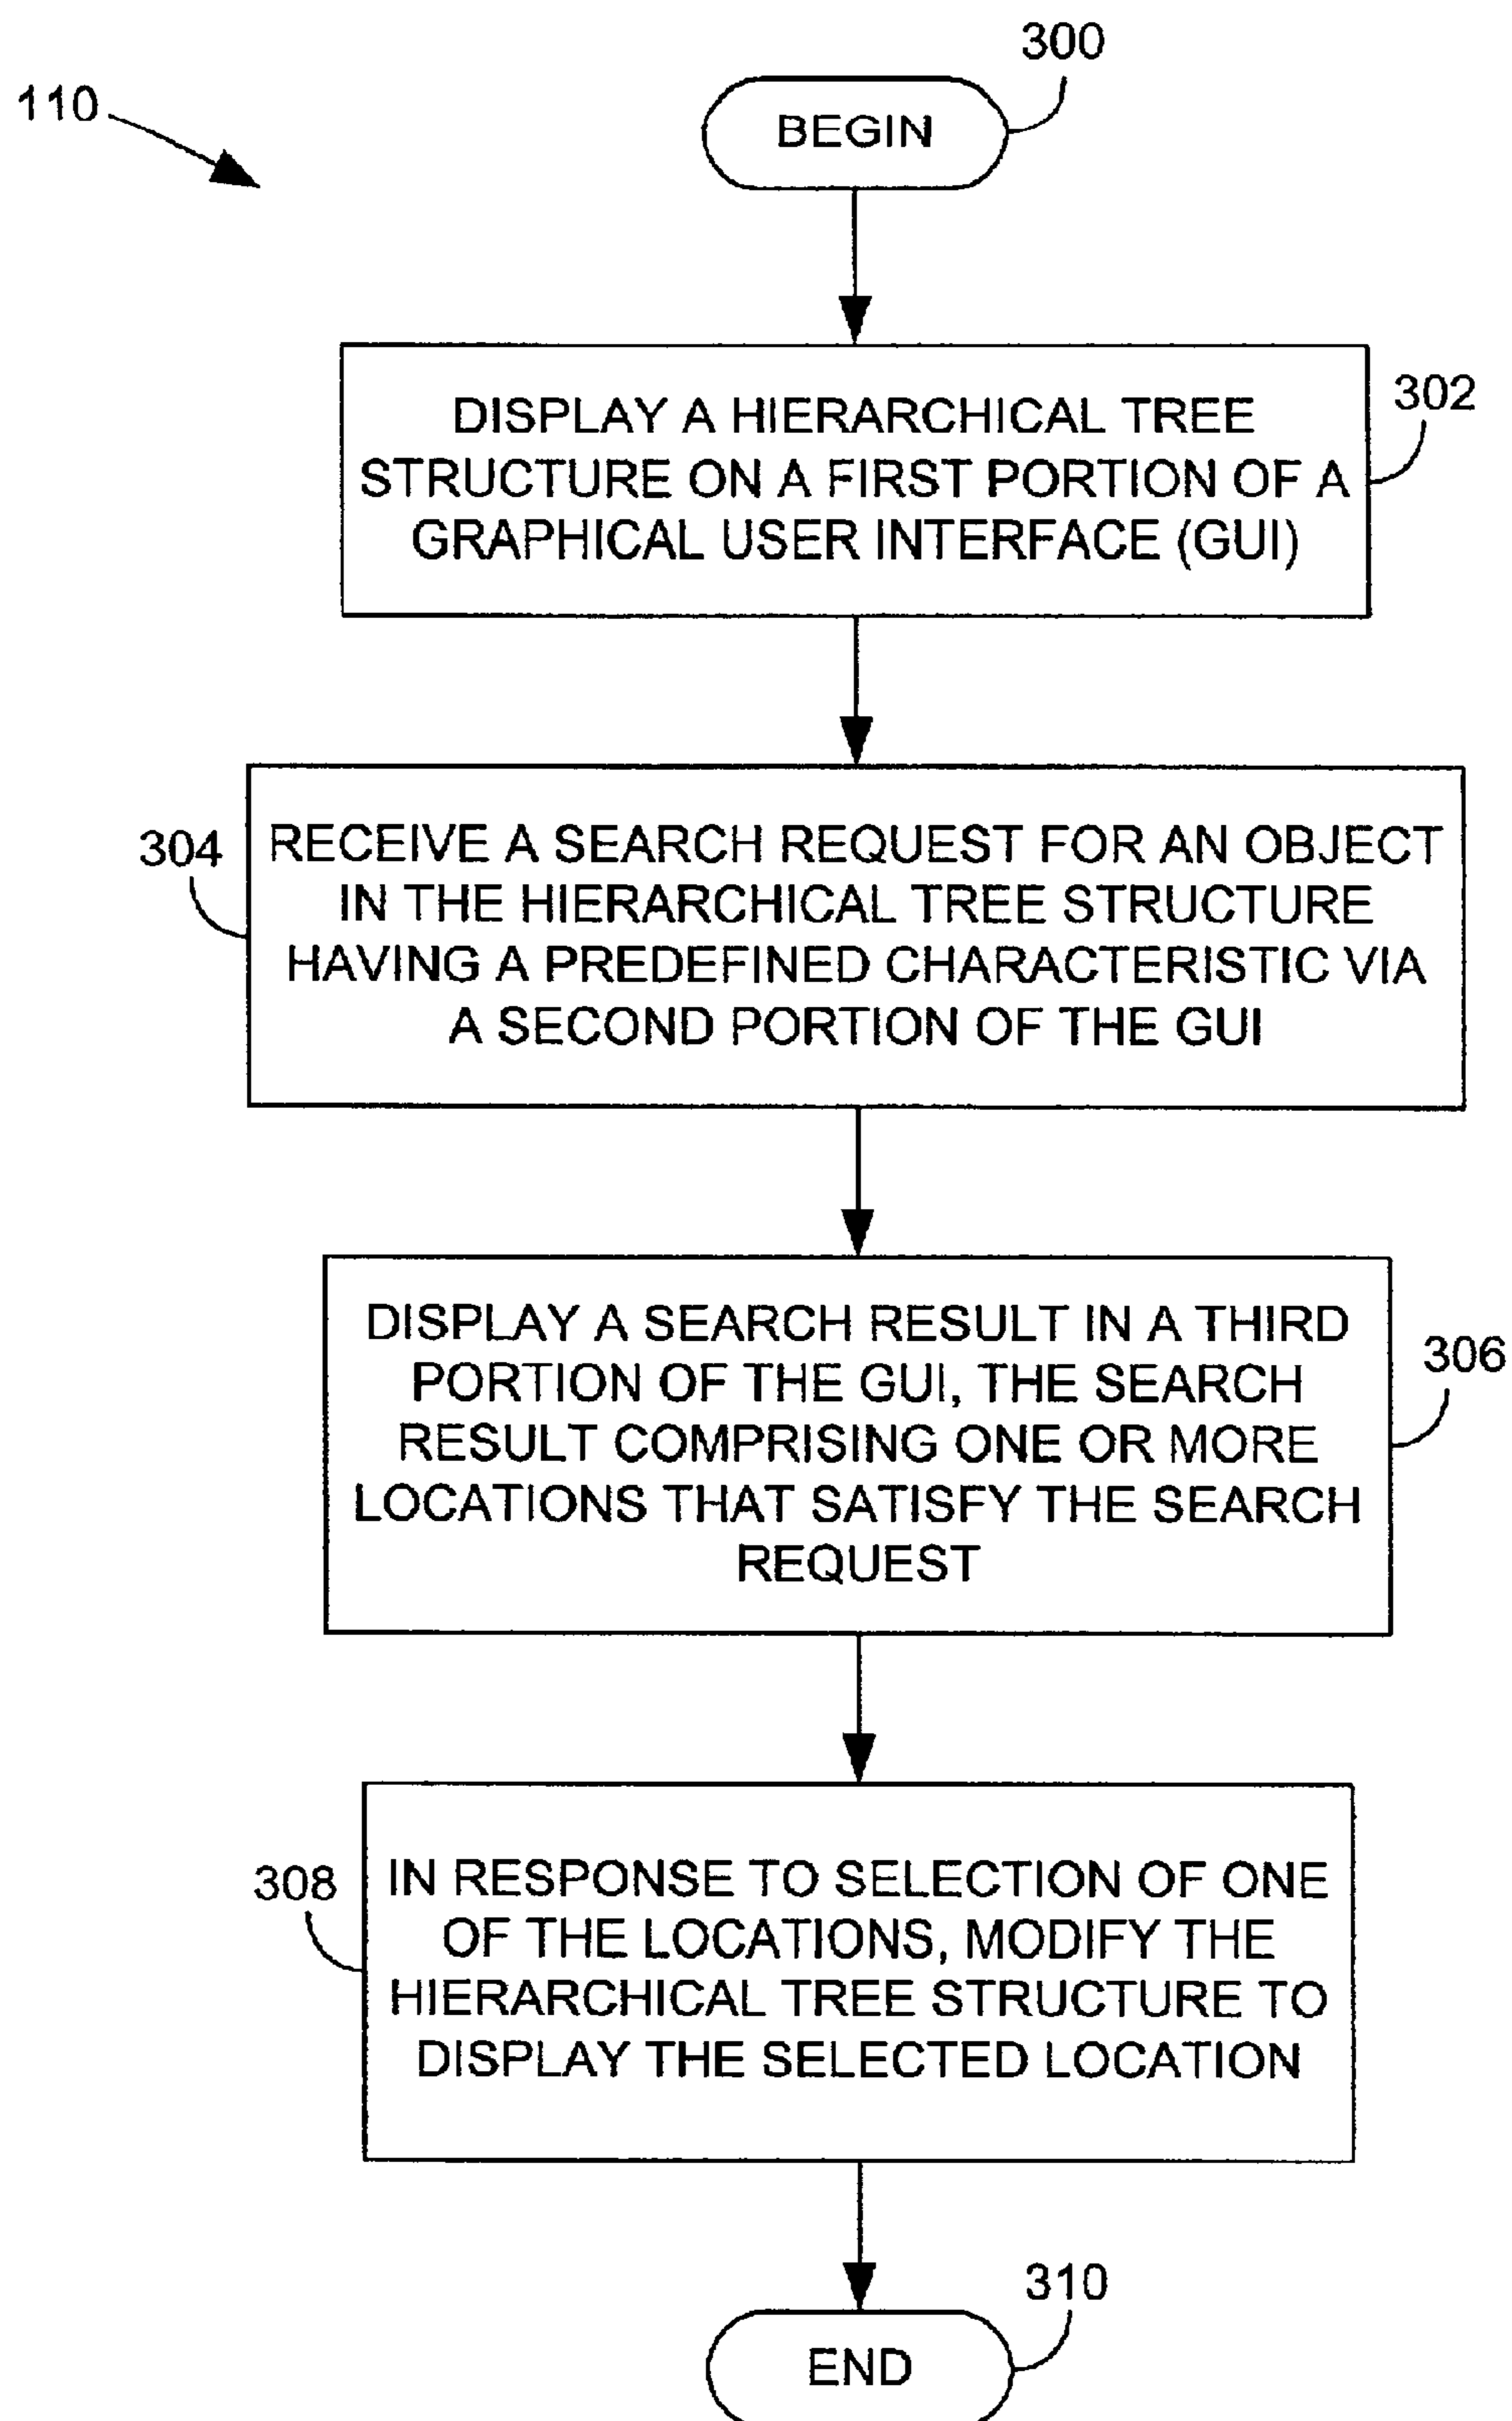 300
110
BEGIN
302
DISPLAY A HIERARCHICAL TREE
STRUCTURE ON A FIRST PORTION OF A
GRAPHICAL USER INTERFACE (GUI)
304
RECEIVE A SEARCH REQUEST FOR AN OBJECT
IN THE HIERARCHICAL TREE STRUCTURE
HAVING A PREDEFINED CHARACTERISTIC VIA
A SECOND PORTION OF THE GUI
306
DISPLAY A SEARCH RESULT IN A THIRD
PORTION OF THE GUI, THE SEARCH
RESULT COMPRISING ONE OR MORE
LOCATIONS THAT SATISFY THE SEARCH
REQUEST
308
IN RESPONSE TO SELECTION OF ONE
OF THE LOCATIONS, MODIFY THE
HIERARCHICAL TREE STRUCTURE TO
DISPLAY THE SELECTED LOCATION
310
END